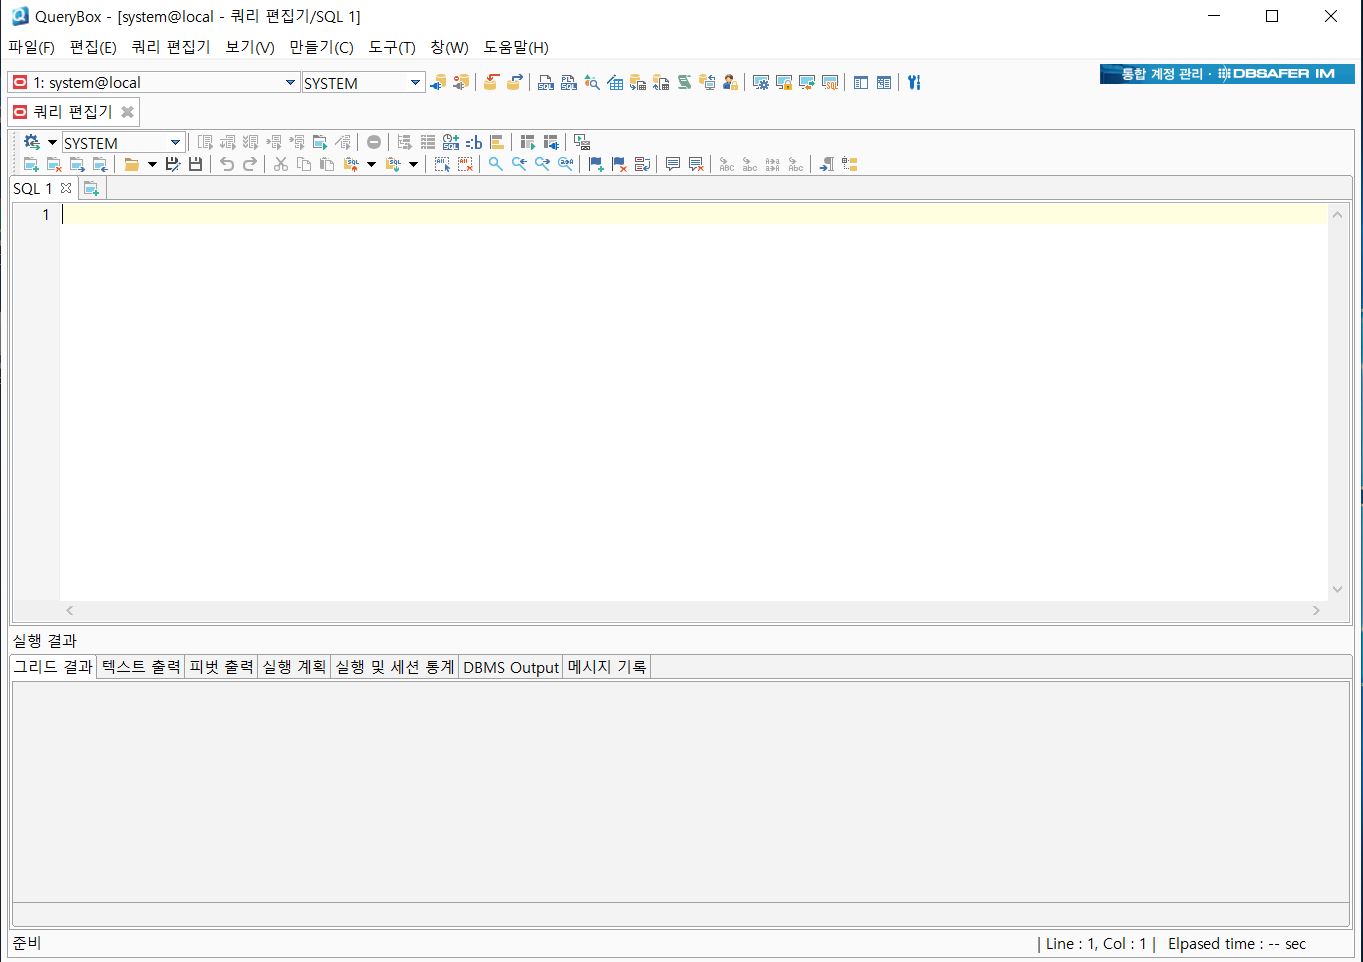 QueryBox - [system@local - 쿼리 편집기/SQL 1]
파일(F) 편집(E) 쿼리 편집기 보기(V) 만들기(C) 도구(T) 창(W) 도움말(H)
1: system@local SYSTEM 통합 계정 관리 · DBSAFER IM
쿼리 편집기
SYSTEM
SQL 1
1
실행 결과
그리드 결과 텍스트 출력 피벗 출력 실행 계획 실행 및 세션 통계 DBMS Output 메시지 기록
준비 | Line : 1, Col : 1 | Elpased time : -- sec